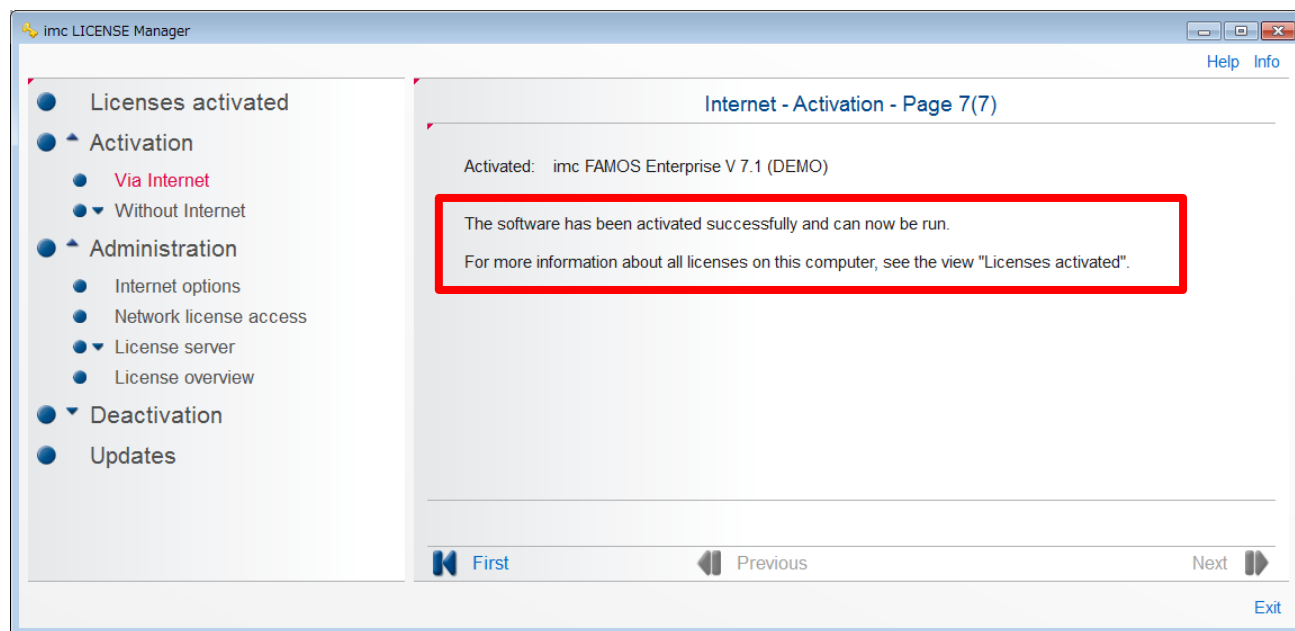 imc LICENSE Manager
Help Info
Licenses activated
Activation
Via Internet
Without Internet
Administration
Internet options
Network license access
License server
License overview
Deactivation
Updates
Internet - Activation - Page 7(7)
Activated: imc FAMOS Enterprise V 7.1 (DEMO)
The software has been activated successfully and can now be run.
For more information about all licenses on this computer, see the view "Licenses activated".
First Previous Next
Exit